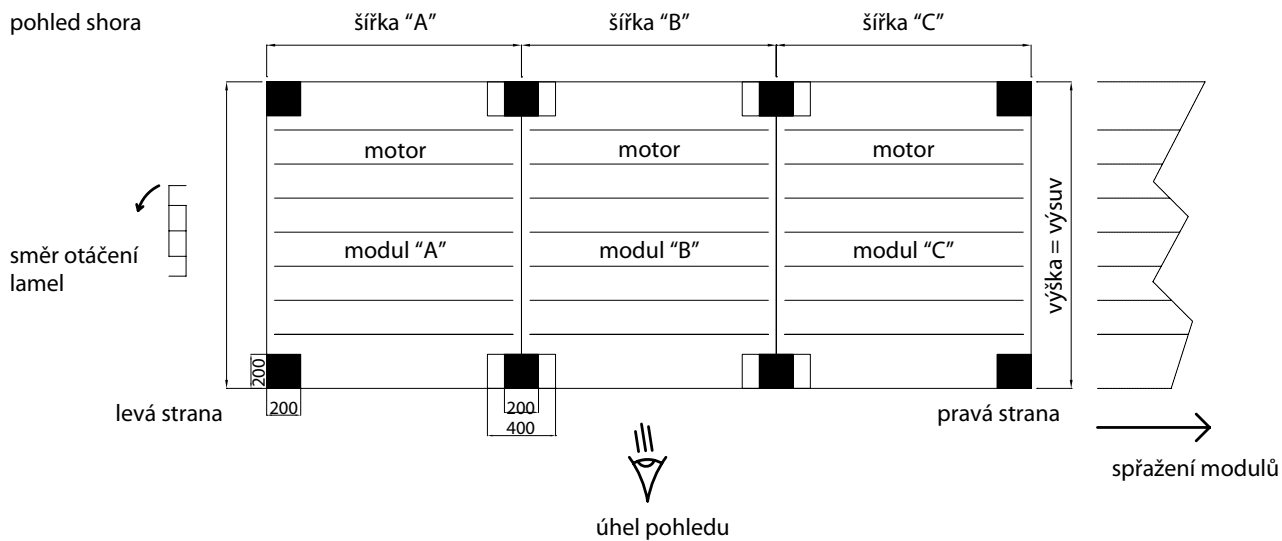 pohled shora
šířka “A”
šířka “B”
šířka “C”
motor
motor
motor
směr otáčení
lamel
modul “A”
modul “B”
modul “C”
výška = výsuv
200
200
200
400
levá strana
pravá strana
spřažení modulů
úhel pohledu